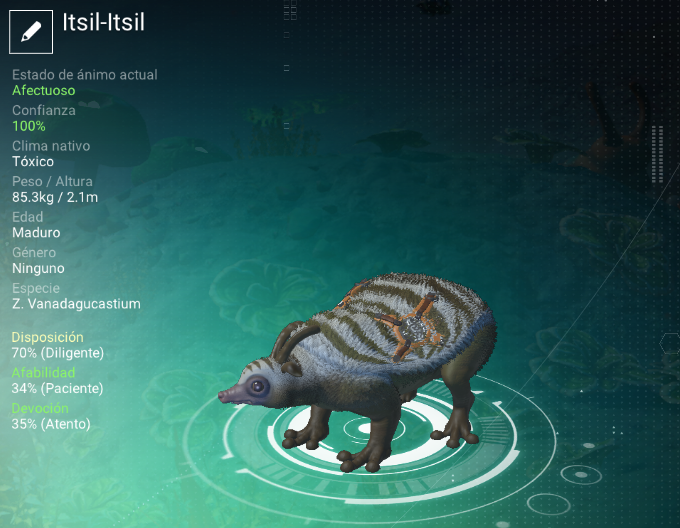 Itsil-Itsil
Estado de ánimo actual
Afectuoso
Confianza
100%
Clima nativo
Tóxico
Peso / Altura
85.3kg / 2.1m
Edad
Maduro
Género
Ninguno
Especie
Z. Vanadagucastium
Disposición
70% (Diligente)
Afabilidad
34% (Paciente)
Devoción
35% (Atento)